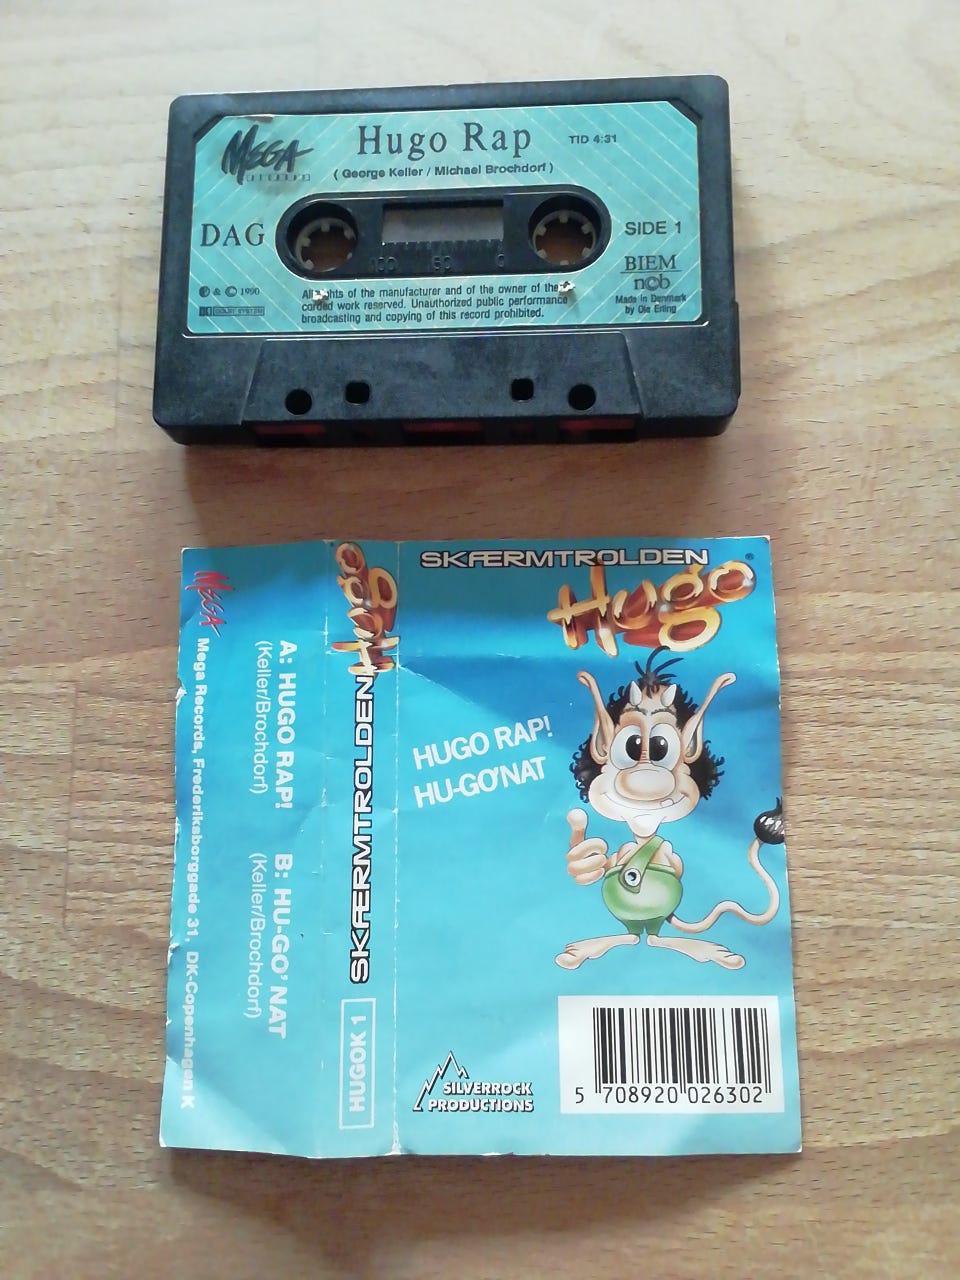 MEGA
RECORDS
Hugo Rap
TID 4:31
( George Keller / Michael Brochdorf )
DAG
SIDE 1
BIEM
ncb
Made in Denmark
by Ole Erling
℗ & © 1990
DOLBY SYSTEM
All rights of the manufacturer and of the owner of the
corded work reserved. Unauthorized public performance
broadcasting and copying of this record prohibited.
100 50 0
SKÆRMTROLDEN
Hugo®
HUGO RAP!
HU-GO'NAT
SILVERROCK
PRODUCTIONS
5 708920 026302
SKÆRMTROLDEN Hugo
HUGOK 1
A: HUGO RAP!
(Keller/Brochdorf)
B: HU-GO'NAT
(Keller/Brochdorf)
MEGA
Mega Records, Frederiksborggade 31, DK-Copenhagen K